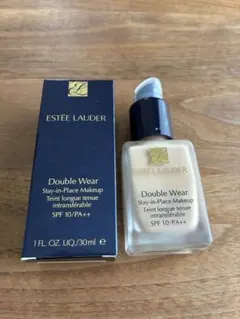 ESTĒE LAUDER
Double Wear
Stay-in-Place Makeup
Teint longue tenue
intransférable
SPF 10/PA++
1 FL. OZ. LIQ./30ml ℮
Double Wear
Stay-in-Place Makeup
Teint longue tenue
intransférable
SPF 10/PA++